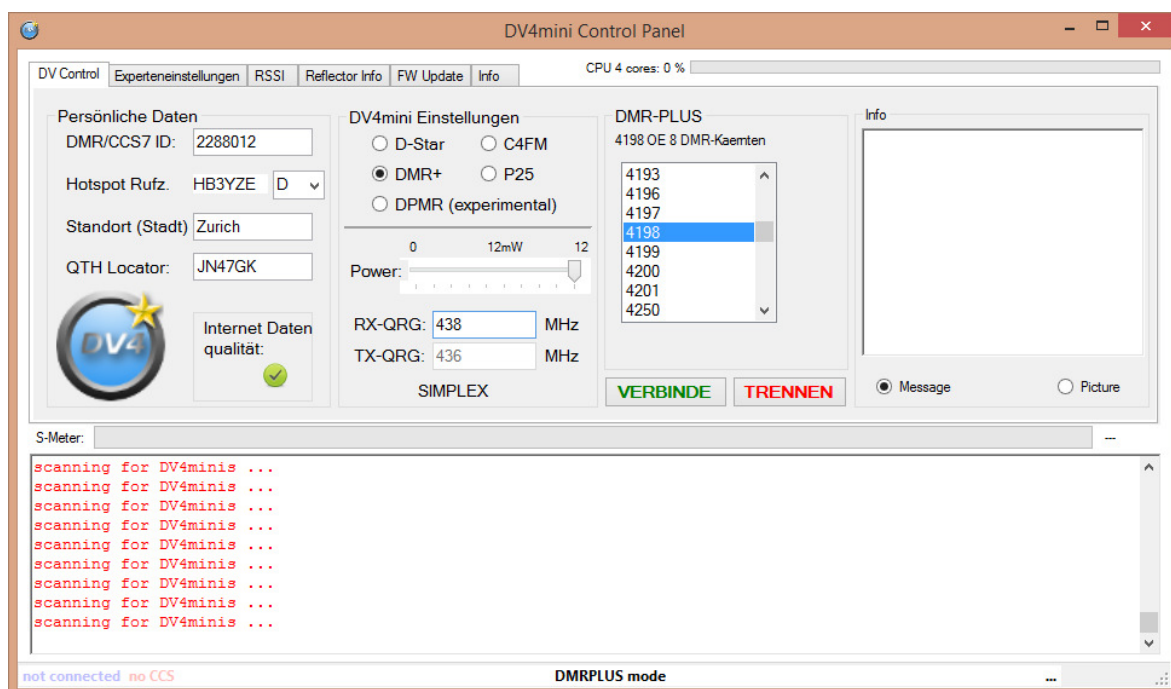 DV4mini Control Panel
DV Control Experteneinstellungen RSSI Reflector Info FW Update Info
CPU 4 cores: 0 %
Persönliche Daten
DMR/CCS7 ID: 2288012
Hotspot Rufz. HB3YZE D
Standort (Stadt) Zurich
QTH Locator: JN47GK
DV4
Internet Daten
qualität:
DV4mini Einstellungen
D-Star C4FM
DMR+ P25
DPMR (experimental)
0 12mW 12
Power:
RX-QRG: 438 MHz
TX-QRG: 436 MHz
SIMPLEX
DMR-PLUS
4198 OE 8 DMR-Kaernten
4193
4196
4197
4198
4199
4200
4201
4250
VERBINDE TRENNEN
Info
Message Picture
S-Meter: ---
scanning for DV4minis ...
scanning for DV4minis ...
scanning for DV4minis ...
scanning for DV4minis ...
scanning for DV4minis ...
scanning for DV4minis ...
scanning for DV4minis ...
scanning for DV4minis ...
scanning for DV4minis ...
not connected no CCS DMRPLUS mode ...